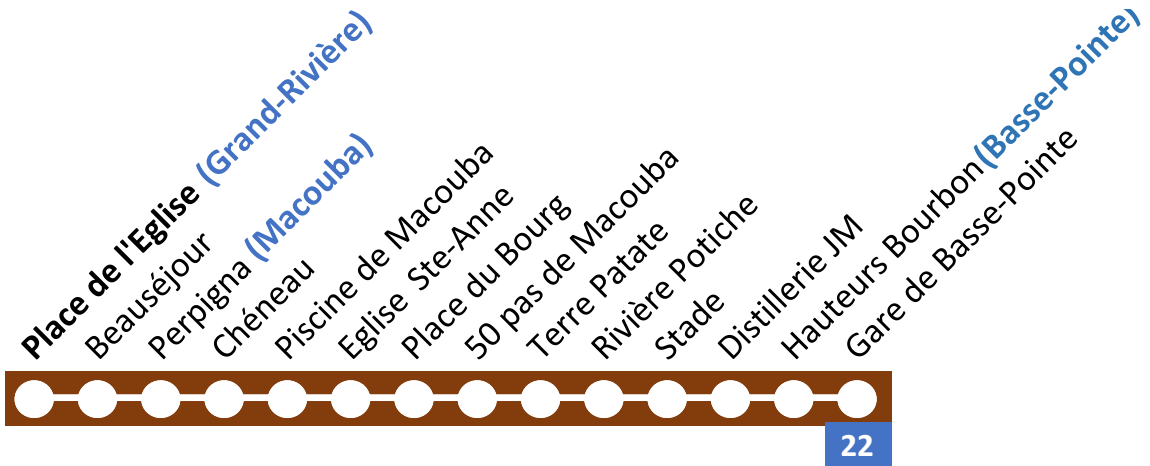 Place de l'Eglise (Grand-Rivière)
Beauséjour
Perpigna (Macouba)
Chéneau
Piscine de Macouba
Eglise Ste-Anne
Place du Bourg
50 pas de Macouba
Terre Patate
Rivière Potiche
Stade
Distillerie JM
Hauteurs Bourbon(Basse-Pointe)
Gare de Basse-Pointe
22